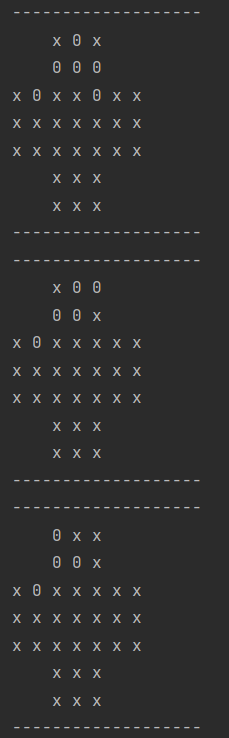 -------------------
    x 0 x
    0 0 0
x 0 x x 0 x x
x x x x x x x
x x x x x x x
    x x x
    x x x
-------------------
-------------------
    x 0 0
    0 0 x
x 0 x x x x x
x x x x x x x
x x x x x x x
    x x x
    x x x
-------------------
-------------------
    0 x x
    0 0 x
x 0 x x x x x
x x x x x x x
x x x x x x x
    x x x
    x x x
-------------------